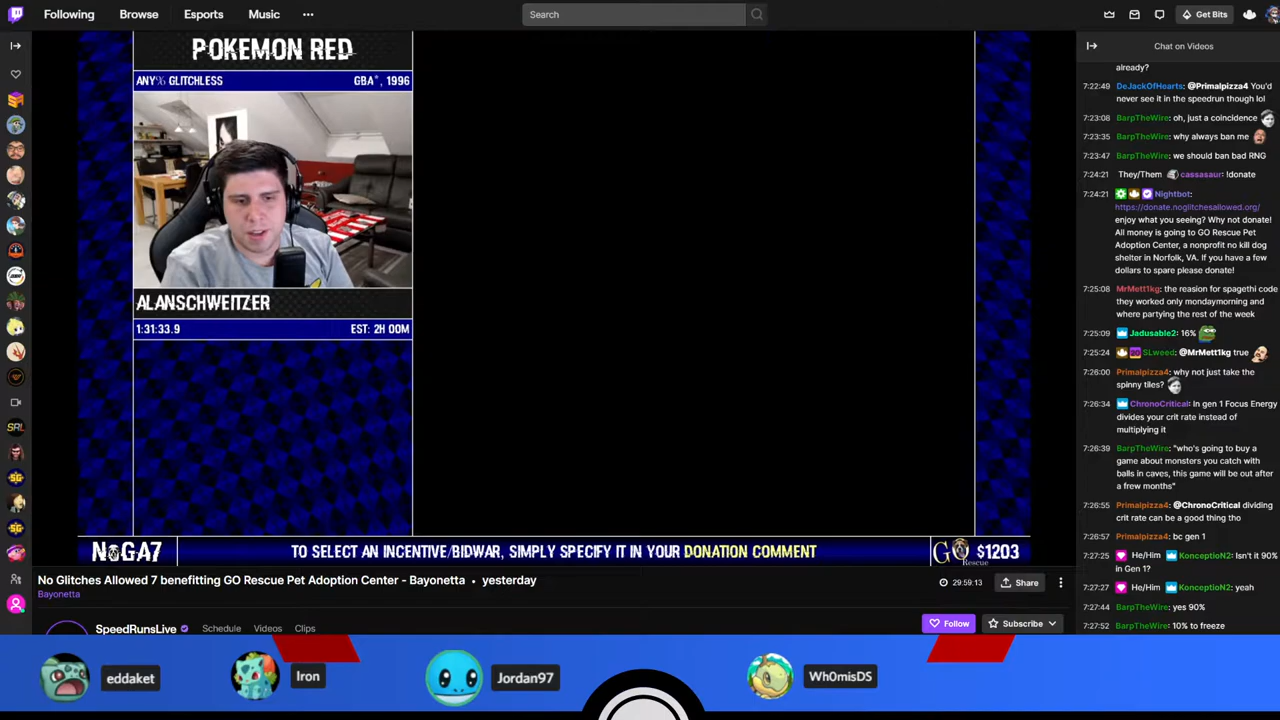 Following
Browse
Esports
Music
Search
Get Bits
POKEMON RED
ANY% GLITCHLESS
GBA*, 1996
ALANSCHWEITZER
1:31:33.9
EST: 2H 00M
NGA7
TO SELECT AN INCENTIVE/BIDWAR, SIMPLY SPECIFY IT IN YOUR DONATION COMMENT
GO
Rescue
$1203
No Glitches Allowed 7 benefitting GO Rescue Pet Adoption Center - Bayonetta • yesterday
29:59:13
Share
Bayonetta
SpeedRunsLive
Schedule
Videos
Clips
Follow
Subscribe
Chat on Videos
already?
7:22:49 DeJackOfHearts: @Primalpizza4 You'd
never see it in the speedrun though lol
7:23:08 BarpTheWire: oh, just a coincidence
7:23:35 BarpTheWire: why always ban me
7:23:47 BarpTheWire: we should ban bad RNG
7:24:21 They/Them cassasaur: !donate
7:24:21 Nightbot:
https://donate.noglitchesallowed.org/
enjoy what you seeing? Why not donate!
All money is going to GO Rescue Pet
Adoption Center, a nonprofit no kill dog
shelter in Norfolk, VA. If you have a few
dollars to spare please donate!
7:25:08 MrMett1kg: the reason for spagethi code
they worked only mondaymorning and
where partying the rest of the week
7:25:09 Jadusable2: 16%
7:25:24 SLweed: @MrMett1kg true
7:26:00 Primalpizza4: why not just take the
spinny tiles?
7:26:34 ChronoCritical: In gen 1 Focus Energy
divides your crit rate instead of
multiplying it
7:26:39 BarpTheWire: "who's going to buy a
game about monsters you catch with
balls in caves, this game will be out after
a few months"
7:26:55 Primalpizza4: @ChronoCritical dividing
crit rate can be a good thing tho
7:26:57 Primalpizza4: bc gen 1
7:27:25 He/Him KonceptioN2: Isn't it 90%
in Gen 1?
7:27:27 He/Him KonceptioN2: yeah
7:27:44 BarpTheWire: yes 90%
7:27:52 BarpTheWire: 10% to freeze
eddaket
Iron
Jordan97
Wh0misDS